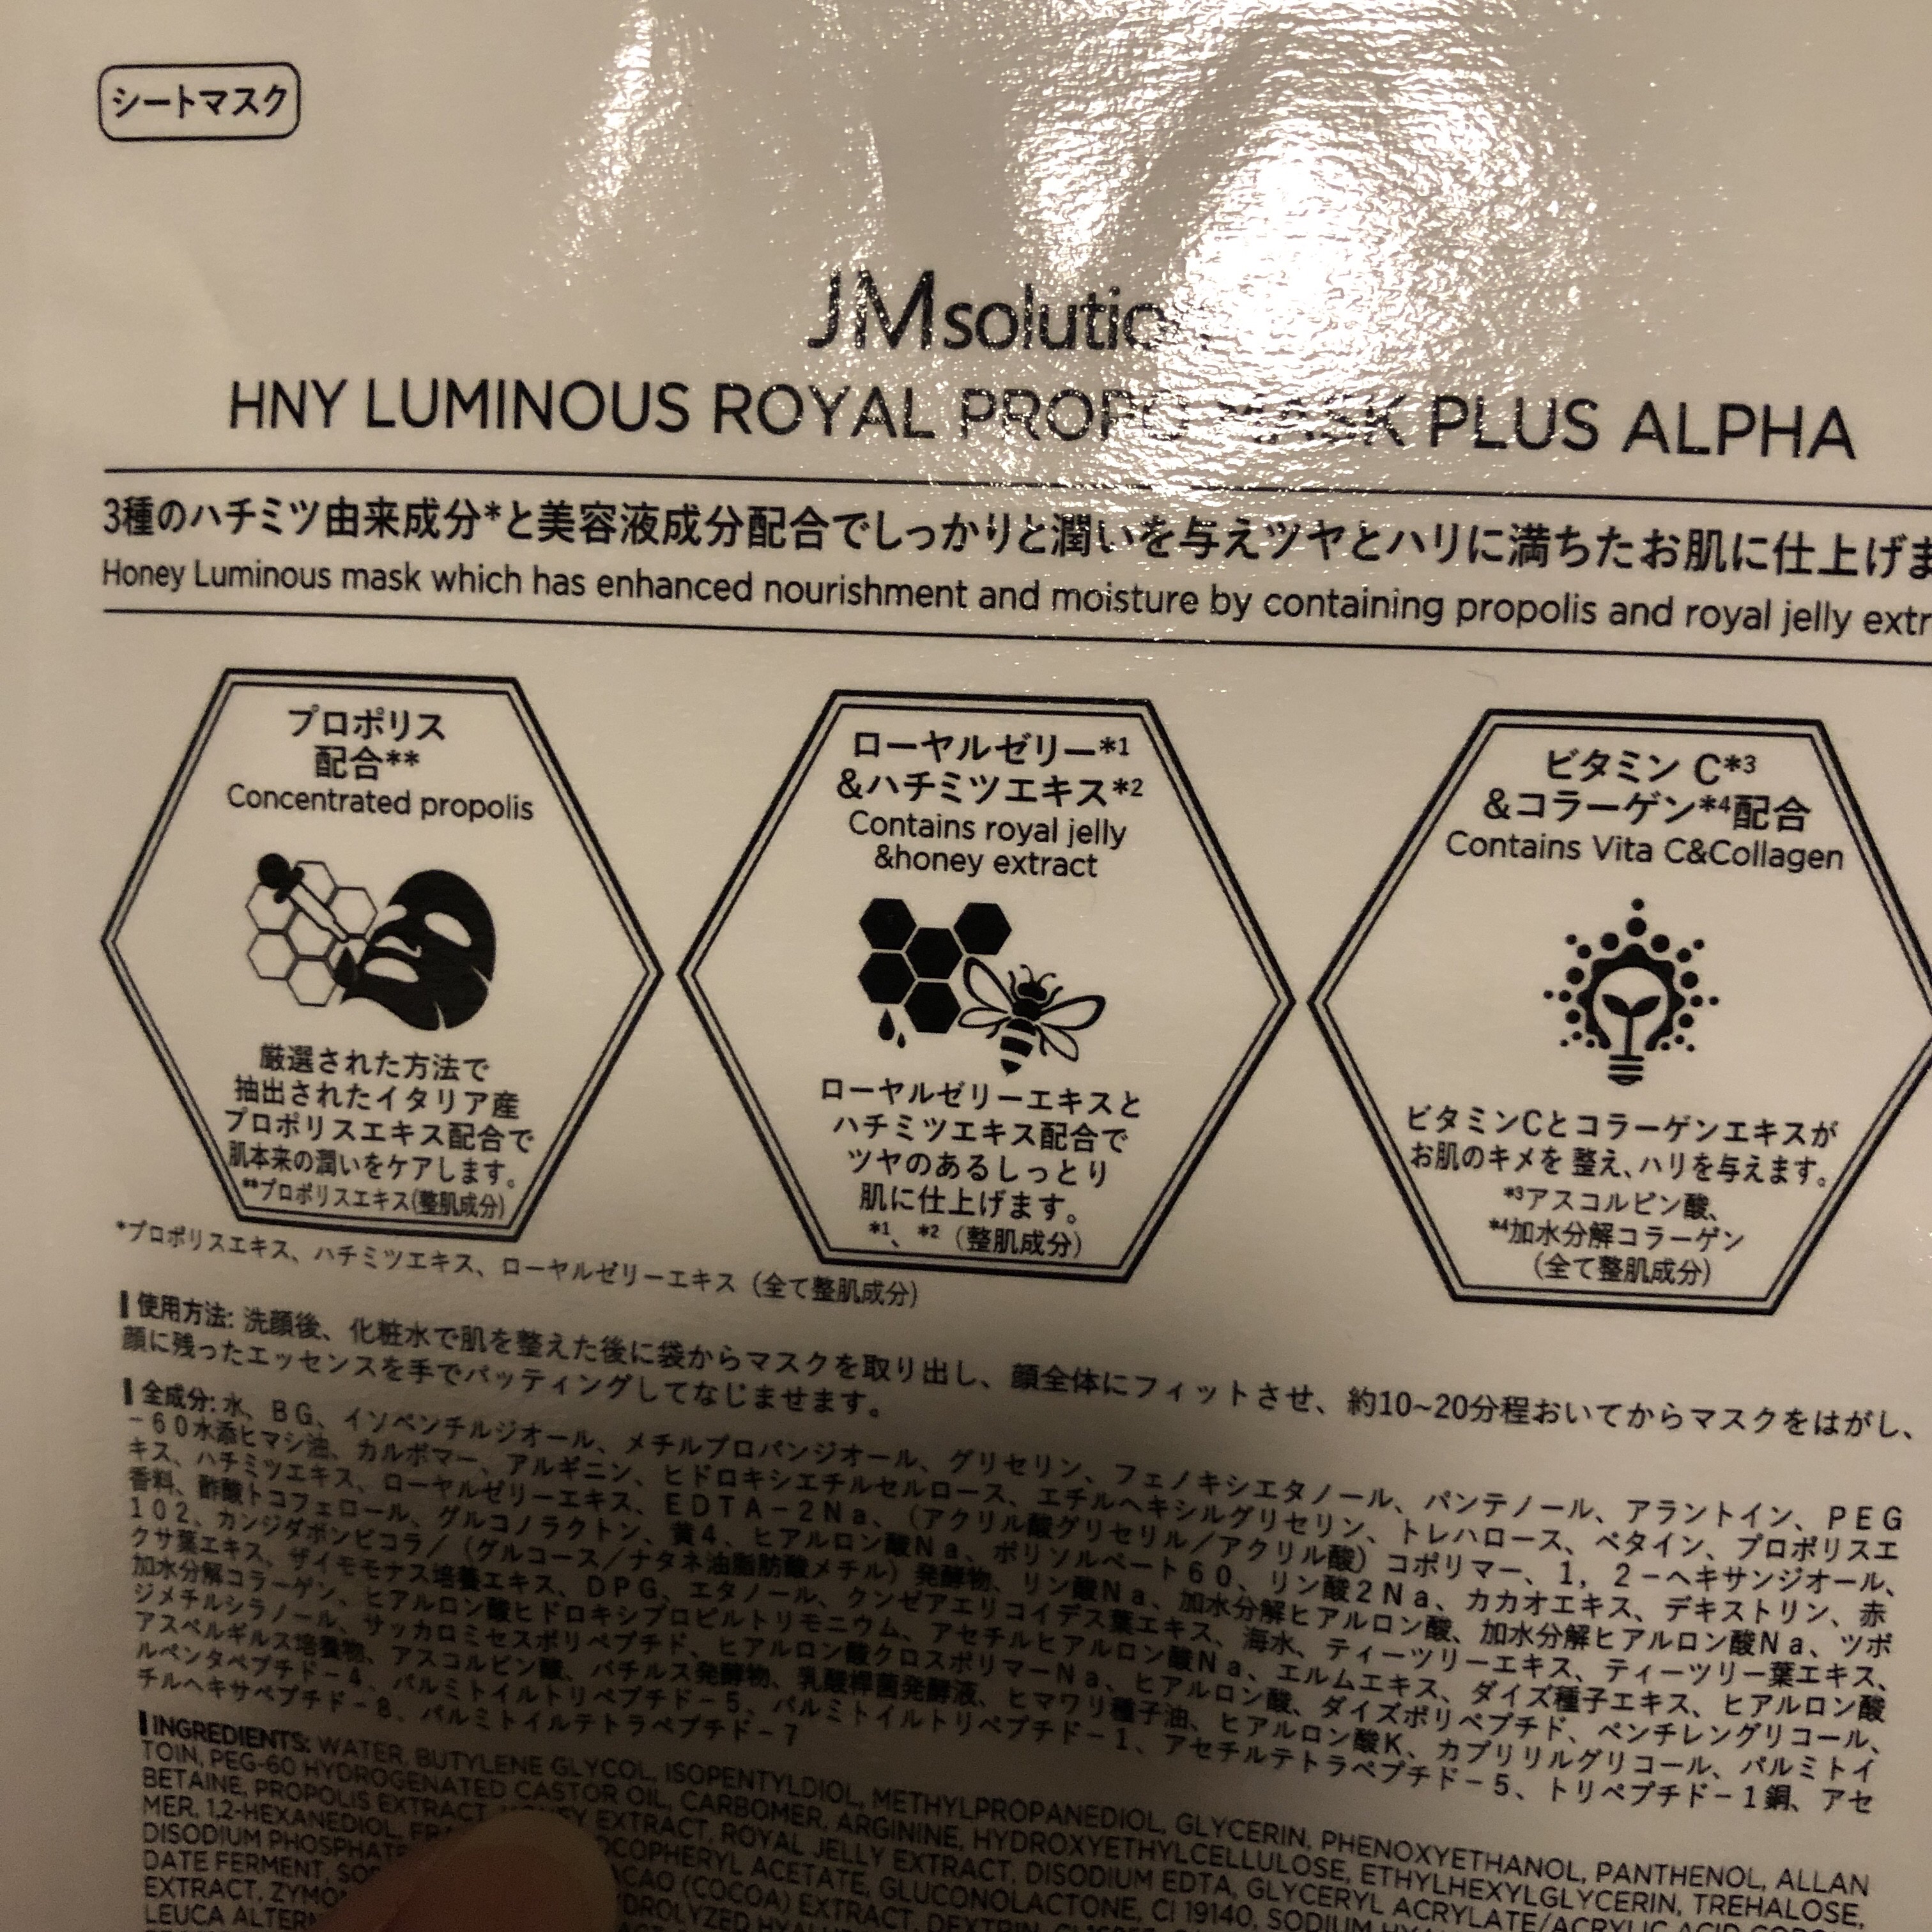 シートマスク
JMsolutio
HNY LUMINOUS ROYAL PROPO MASK PLUS ALPHA
3種のハチミツ由来成分*と美容液成分配合でしっかりと潤いを与えツヤとハリに満ちたお肌に仕上げま
Honey Luminous mask which has enhanced nourishment and moisture by containing propolis and royal jelly extr
プロポリス
配合**
Concentrated propolis
厳選された方法で
抽出されたイタリア産
プロポリスエキス配合で
肌本来の潤いをケアします。
**プロポリスエキス(整肌成分)
ローヤルゼリー*1
&ハチミツエキス*2
Contains royal jelly
&honey extract
ローヤルゼリーエキスと
ハチミツエキス配合で
ツヤのあるしっとり
肌に仕上げます。
*1、*2（整肌成分）
ビタミン C*3
&コラーゲン*4配合
Contains Vita C&Collagen
ビタミンCとコラーゲンエキスが
お肌のキメを 整え、ハリを与えます。
*3アスコルビン酸、
*4加水分解コラーゲン
（全て整肌成分）
*プロポリスエキス、ハチミツエキス、ローヤルゼリーエキス（全て整肌成分）
使用方法: 洗顔後、化粧水で肌を整えた後に袋からマスクを取り出し、顔全体にフィットさせ、約10~20分程おいてからマスクをはがし、
顔に残ったエッセンスを手でパッティングしてなじませます。
全成分: 水、ＢＧ、イソペンチルジオール、メチルプロパンジオール、グリセリン、フェノキシエタノール、パンテノール、アラントイン、ＰＥＧ
－６０水添ヒマシ油、カルボマー、アルギニン、ヒドロキシエチルセルロース、エチルヘキシルグリセリン、トレハロース、ベタイン、プロポリスエ
キス、ハチミツエキス、ローヤルゼリーエキス、ＥＤＴＡ－２Ｎａ、（アクリル酸グリセリル／アクリル酸）コポリマー、１，２－ヘキサンジオール、
香料、酢酸トコフェロール、グルコノラクトン、黄４、ヒアルロン酸Ｎａ、ポリソルベート６０、リン酸２Ｎａ、カカオエキス、デキストリン、赤
１０２、カンジダボンビコラ／（グルコース／ナタネ油脂肪酸メチル）発酵物、リン酸Ｎａ、加水分解ヒアルロン酸、加水分解ヒアルロン酸Ｎａ、ツボ
クサ葉エキス、ザイモモナス培養エキス、ＤＰＧ、エタノール、クンゼアエリコイデス葉エキス、海水、ティーツリーエキス、ティーツリー葉エキス、
加水分解コラーゲン、ヒアルロン酸ヒドロキシプロピルトリモニウム、アセチルヒアルロン酸Ｎａ、エルムエキス、ダイズ種子エキス、ヒアルロン酸
ジメチルシラノール、サッカロミセスポリペプチド、ヒアルロン酸クロスポリマーＮａ、ヒアルロン酸、ダイズポリペプチド、ペンチレングリコール、
アスペルギルス培養物、アスコルビン酸、バチルス発酵物、乳酸桿菌発酵液、ヒマワリ種子油、ヒアルロン酸Ｋ、カプリリルグリコール、パルミトイ
ルペンタペプチド－４、パルミトイルトリペプチド－５、パルミトイルトリペプチド－１、アセチルテトラペプチド－５、トリペプチド－１銅、アセ
チルヘキサペプチド－８、パルミトイルテトラペプチド－７
INGREDIENTS: WATER, BUTYLENE GLYCOL, ISOPENTYLDIOL, METHYLPROPANEDIOL, GLYCERIN, PHENOXYETHANOL, PANTHENOL, ALLAN
TOIN, PEG-60 HYDROGENATED CASTOR OIL, CARBOMER, ARGININE, HYDROXYETHYLCELLULOSE, ETHYLHEXYLGLYCERIN, TREHALOSE,
BETAINE, PROPOLIS EXTRACT, HONEY EXTRACT, ROYAL JELLY EXTRACT, DISODIUM EDTA, GLYCERYL ACRYLATE/ACRYLIC ACID
MER, 1,2-HEXANEDIOL, OCOPHERYL ACETATE, GLUCONOLACTONE, CI 19140, SODIUM
DISODIUM PHOSPHATE ACAO (COCOA) EXTRACT, DEXTRIN,
DATE FERMENT,
EXTRACT, ZYMO
LEUCA ALTERN